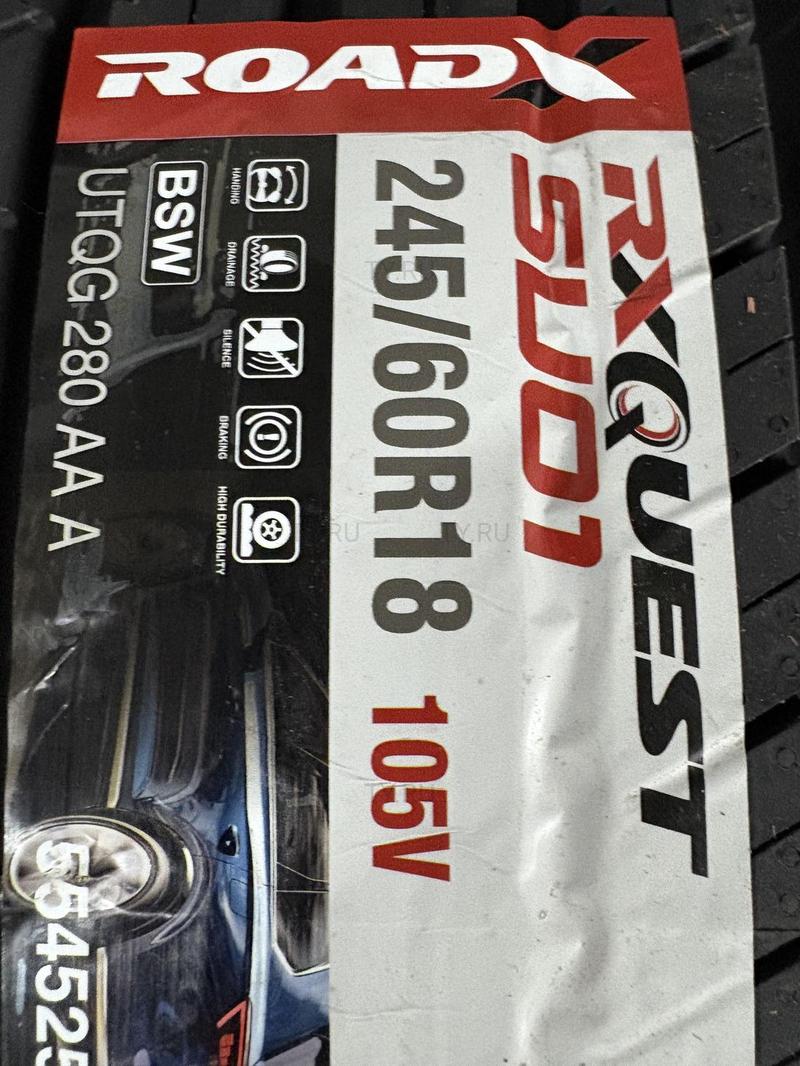 ROADX
RXQUEST
SU01
245/60R18 105V
HANDING
DRAINAGE
SILENCE
BRAKING
HIGH DURABILITY
BSW
UTQG 280 AA A